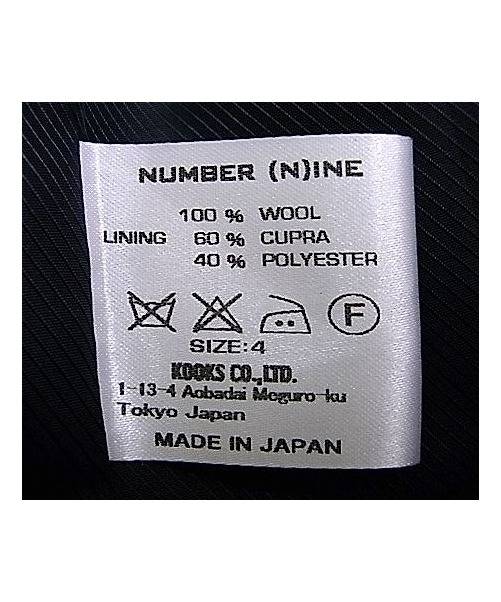 NUMBER (N)INE
100 % WOOL
LINING 60 % CUPRA
40 % POLYESTER
F
SIZE:4
KOOKS CO.,LTD.
1-13-4 Aobadai Meguro-ku
Tokyo Japan
MADE IN JAPAN